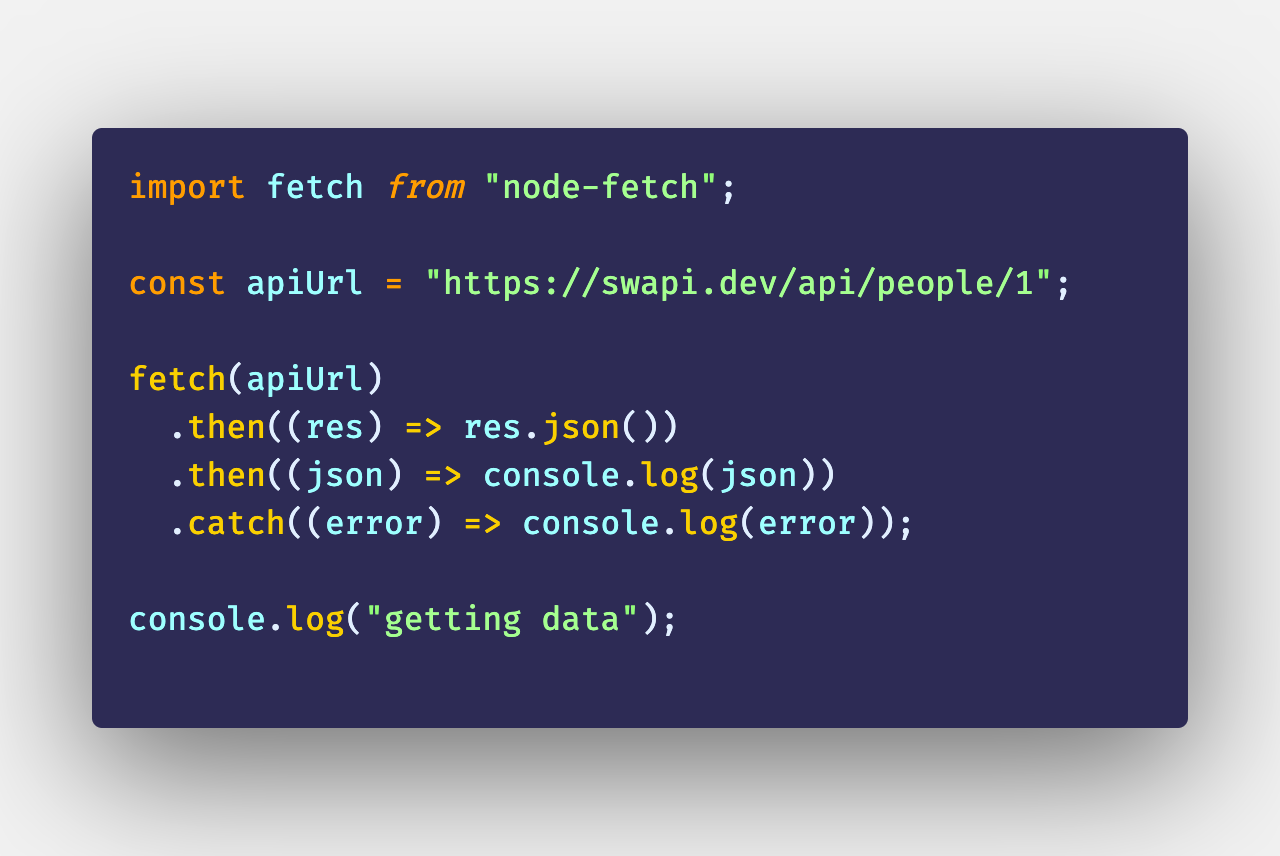 import fetch from "node-fetch";
const apiUrl = "https://swapi.dev/api/people/1";
fetch(apiUrl)
  .then((res) => res.json())
  .then((json) => console.log(json))
  .catch((error) => console.log(error));
console.log("getting data");